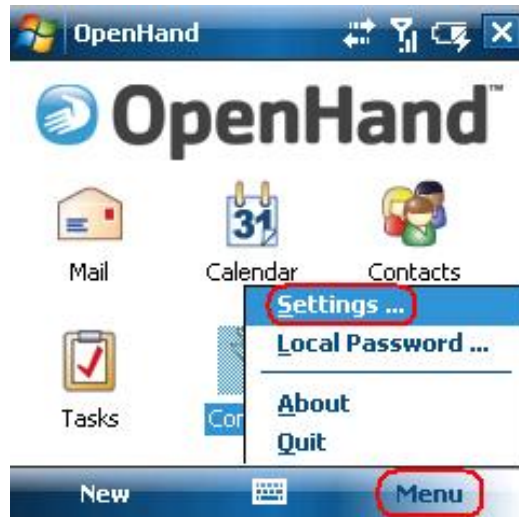 OpenHand
OpenHand™
31
Mail Calendar Contacts
Settings ...
Local Password ...
Tasks
About
Quit
New Menu